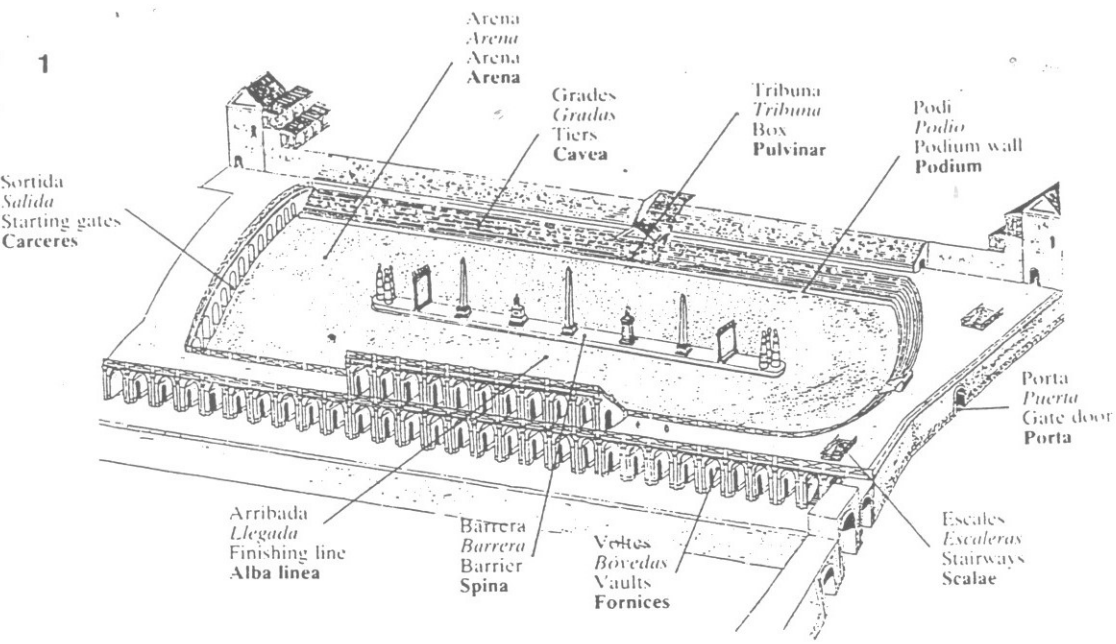 1
Arena
Arena
Arena
Arena
Grades
Gradas
Tiers
Cavea
Tribuna
Tribuna
Box
Pulvinar
Podi
Podio
Podium wall
Podium
Sortida
Salida
Starting gates
Carceres
Porta
Puerta
Gate door
Porta
Arribada
Llegada
Finishing line
Alba linea
Barrera
Barrera
Barrier
Spina
Voltes
Bóvedas
Vaults
Fornices
Escales
Escaleras
Stairways
Scalae